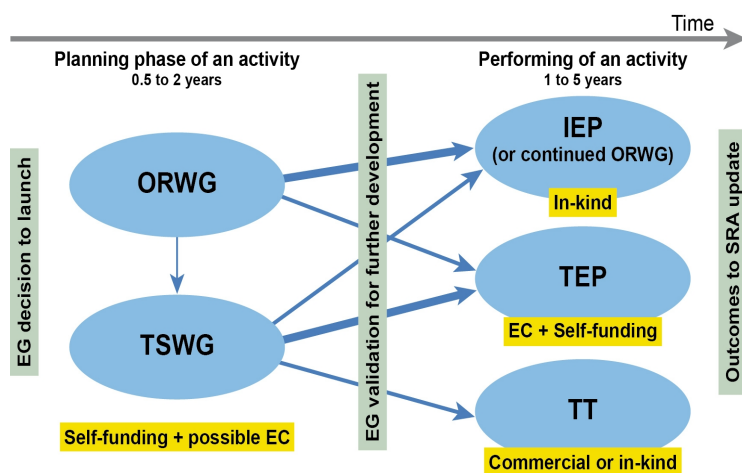 Time
Planning phase of an activity
0.5 to 2 years
Performing of an activity
1 to 5 years
EG decision to launch
ORWG
TSWG
Self-funding + possible EC
EG validation for further development
IEP
(or continued ORWG)
In-kind
TEP
EC + Self-funding
TT
Commercial or in-kind
Outcomes to SRA update